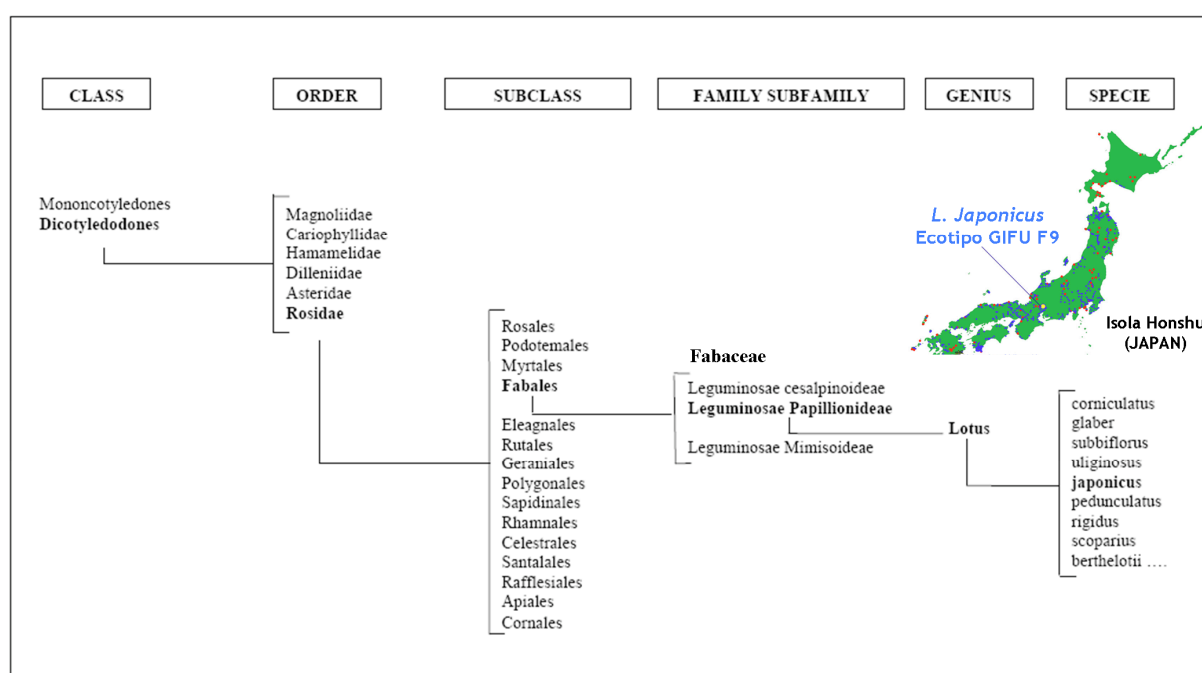 CLASS
ORDER
SUBCLASS
FAMILY SUBFAMILY
GENIUS
SPECIE
Mononcotyledones
Dicotyledodones
Magnoliidae
Cariophyllidae
Hamamelidae
Dilleniidae
Asteridae
Rosidae
Rosales
Podotemales
Myrtales
Fabales
Eleagnales
Rutales
Geraniales
Polygonales
Sapidinales
Rhamnales
Celestrales
Santalales
Rafflesiales
Apiales
Cornales
Fabaceae
Leguminosae cesalpinoideae
Leguminosae Papillionideae
Leguminosae Mimisoideae
Lotus
L. Japonicus
Ecotipo GIFU F9
Isola Honshu
(JAPAN)
corniculatus
glaber
subbiflorus
uliginosus
japonicus
pedunculatus
rigidus
scoparius
berthelotii ....